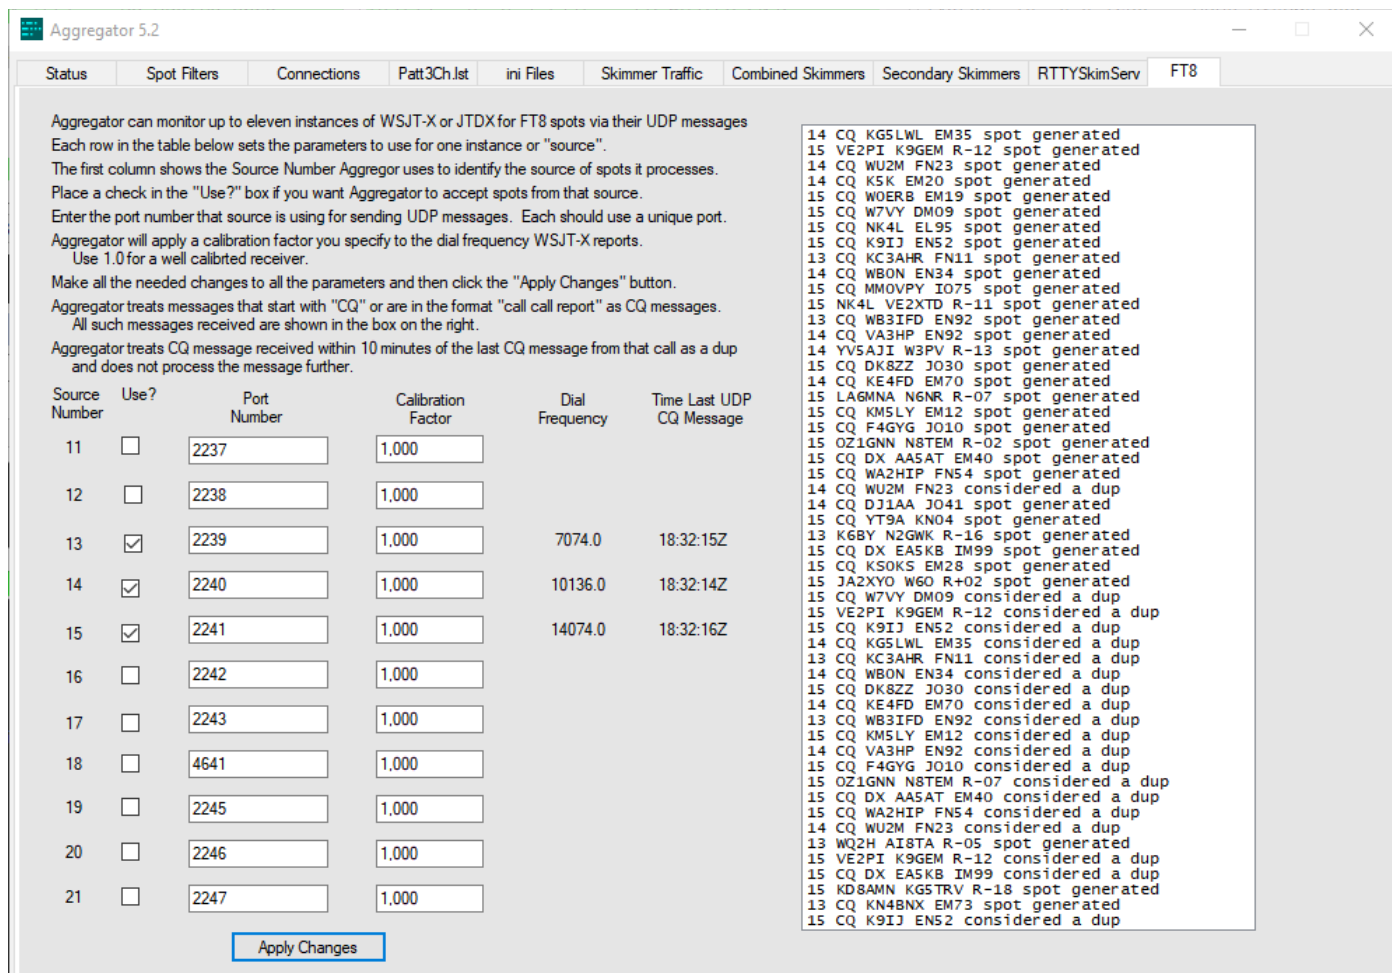 Aggregator 5.2
Status Spot Filters Connections Patt3Ch.lst ini Files Skimmer Traffic Combined Skimmers Secondary Skimmers RTTYSkimServ FT8
Aggregator can monitor up to eleven instances of WSJT-X or JTDX for FT8 spots via their UDP messages
Each row in the table below sets the parameters to use for one instance or "source".
The first column shows the Source Number Aggregor uses to identify the source of spots it processes.
Place a check in the "Use?" box if you want Aggregator to accept spots from that source.
Enter the port number that source is using for sending UDP messages. Each should use a unique port.
Aggregator will apply a calibration factor you specify to the dial frequency WSJT-X reports.
Use 1.0 for a well calibrted receiver.
Make all the needed changes to all the parameters and then click the "Apply Changes" button.
Aggregator treats messages that start with "CQ" or are in the format "call call report" as CQ messages.
All such messages received are shown in the box on the right.
Aggregator treats CQ message received within 10 minutes of the last CQ message from that call as a dup
and does not process the message further.
Source Use? Port Calibration Dial Time Last UDP
Number Number Factor Frequency CQ Message
11 2237 1,000
12 2238 1,000
13 2239 1,000 7074.0 18:32:15Z
14 2240 1,000 10136.0 18:32:14Z
15 2241 1,000 14074.0 18:32:16Z
16 2242 1,000
17 2243 1,000
18 4641 1,000
19 2245 1,000
20 2246 1,000
21 2247 1,000
Apply Changes
14 CQ KG5LWL EM35 spot generated
15 VE2PI K9GEM R-12 spot generated
14 CQ WU2M FN23 spot generated
14 CQ K5K EM20 spot generated
15 CQ W0ERB EM19 spot generated
15 CQ W7VY DM09 spot generated
15 CQ NK4L EL95 spot generated
15 CQ K9IJ EN52 spot generated
13 CQ KC3AHR FN11 spot generated
14 CQ WB0N EN34 spot generated
15 CQ MM0VPY IO75 spot generated
15 NK4L VE2XTD R-11 spot generated
13 CQ WB3IFD EN92 spot generated
14 CQ VA3HP EN92 spot generated
14 YV5AJI W3PV R-13 spot generated
15 CQ DK8ZZ JO30 spot generated
14 CQ KE4FD EM70 spot generated
15 LA6MNA N6NR R-07 spot generated
15 CQ KM5LY EM12 spot generated
15 CQ F4GYG JO10 spot generated
15 OZ1GNN N8TEM R-02 spot generated
15 CQ DX AA5AT EM40 spot generated
15 CQ WA2HIP FN54 spot generated
14 CQ WU2M FN23 considered a dup
14 CQ DJ1AA JO41 spot generated
15 CQ YT9A KN04 spot generated
13 K6BY N2GWK R-16 spot generated
15 CQ DX EA5KB IM99 spot generated
15 CQ KS0KS EM28 spot generated
15 JA2XYO W6O R+02 spot generated
15 CQ W7VY DM09 considered a dup
15 VE2PI K9GEM R-12 considered a dup
15 CQ K9IJ EN52 considered a dup
14 CQ KG5LWL EM35 considered a dup
13 CQ KC3AHR FN11 considered a dup
14 CQ WB0N EN34 considered a dup
15 CQ DK8ZZ JO30 considered a dup
14 CQ KE4FD EM70 considered a dup
13 CQ WB3IFD EN92 considered a dup
15 CQ KM5LY EM12 considered a dup
14 CQ VA3HP EN92 considered a dup
15 CQ F4GYG JO10 considered a dup
15 OZ1GNN N8TEM R-07 considered a dup
15 CQ DX AA5AT EM40 considered a dup
15 CQ WA2HIP FN54 considered a dup
14 CQ WU2M FN23 considered a dup
13 WQ2H AI8TA R-05 spot generated
15 VE2PI K9GEM R-12 considered a dup
15 CQ DX EA5KB IM99 considered a dup
15 KD8AMN KG5TRV R-18 spot generated
13 CQ KN4BNX EM73 spot generated
15 CQ K9IJ EN52 considered a dup